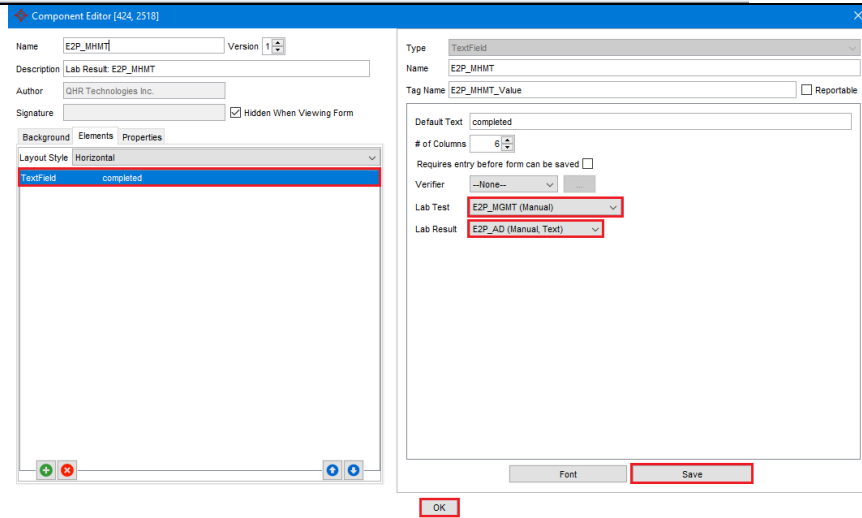 Component Editor [424, 2518]
Name E2P_MHMT Version 1
Description Lab Result: E2P_MHMT
Author QHR Technologies Inc.
Signature Hidden When Viewing Form
Background Elements Properties
Layout Style Horizontal
TextField completed
Type TextField
Name E2P_MHMT
Tag Name E2P_MHMT_Value Reportable
Default Text completed
# of Columns 6
Requires entry before form can be saved
Verifier --None-- ...
Lab Test E2P_MGMT (Manual)
Lab Result E2P_AD (Manual, Text)
Font Save
OK